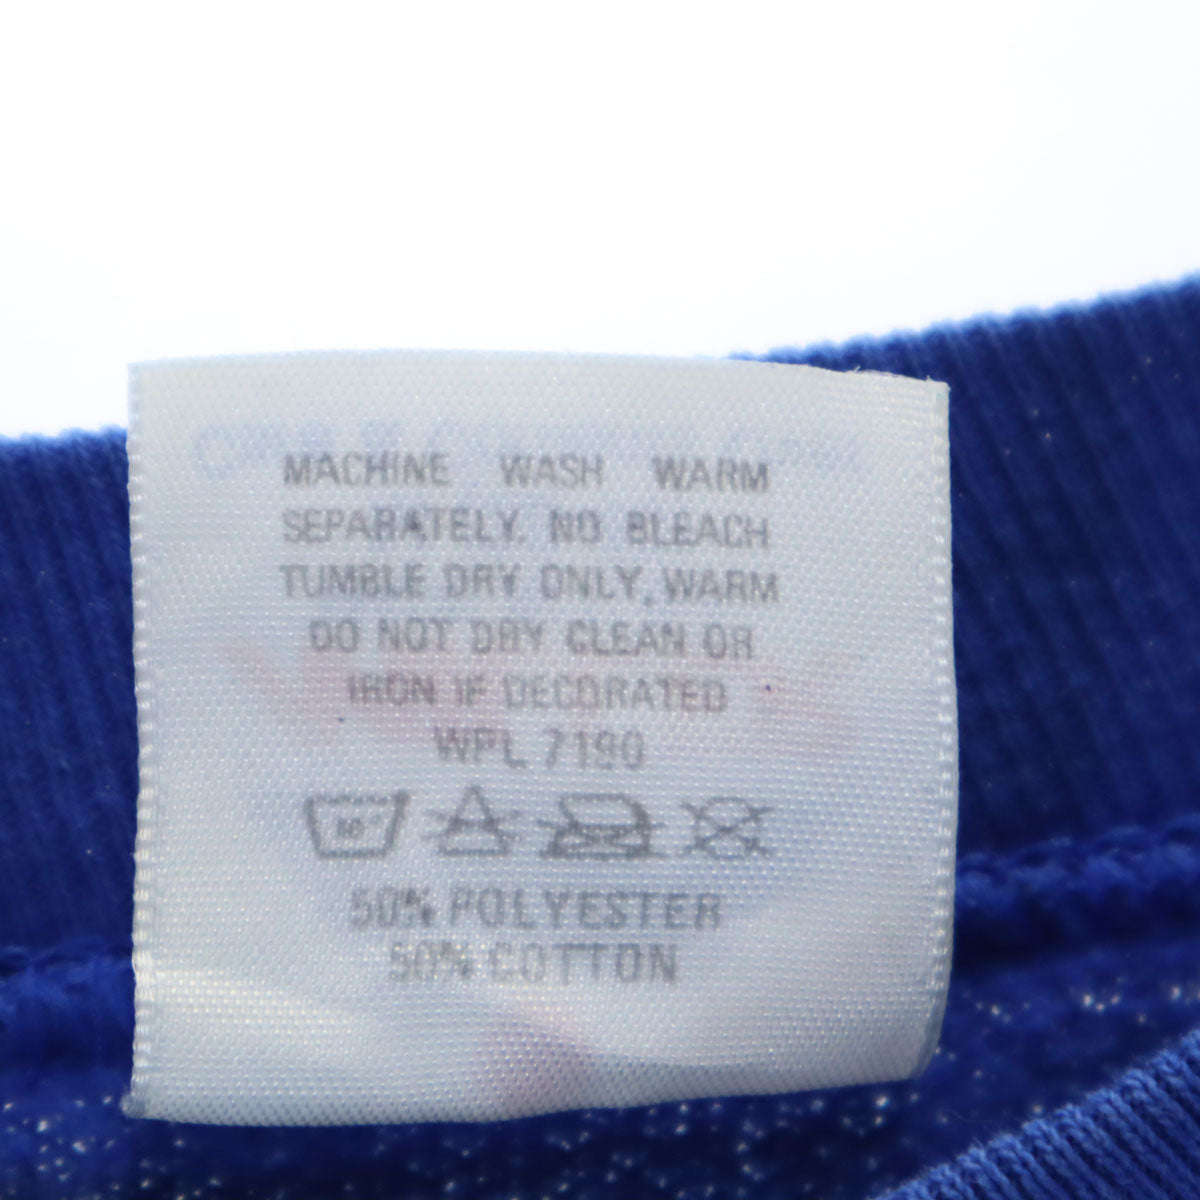 MACHINE WASH WARM
SEPARATELY. NO BLEACH
TUMBLE DRY ONLY, WARM
DO NOT DRY CLEAN OR
IRON IF DECORATED
WPL 7190
50% POLYESTER
50% COTTON